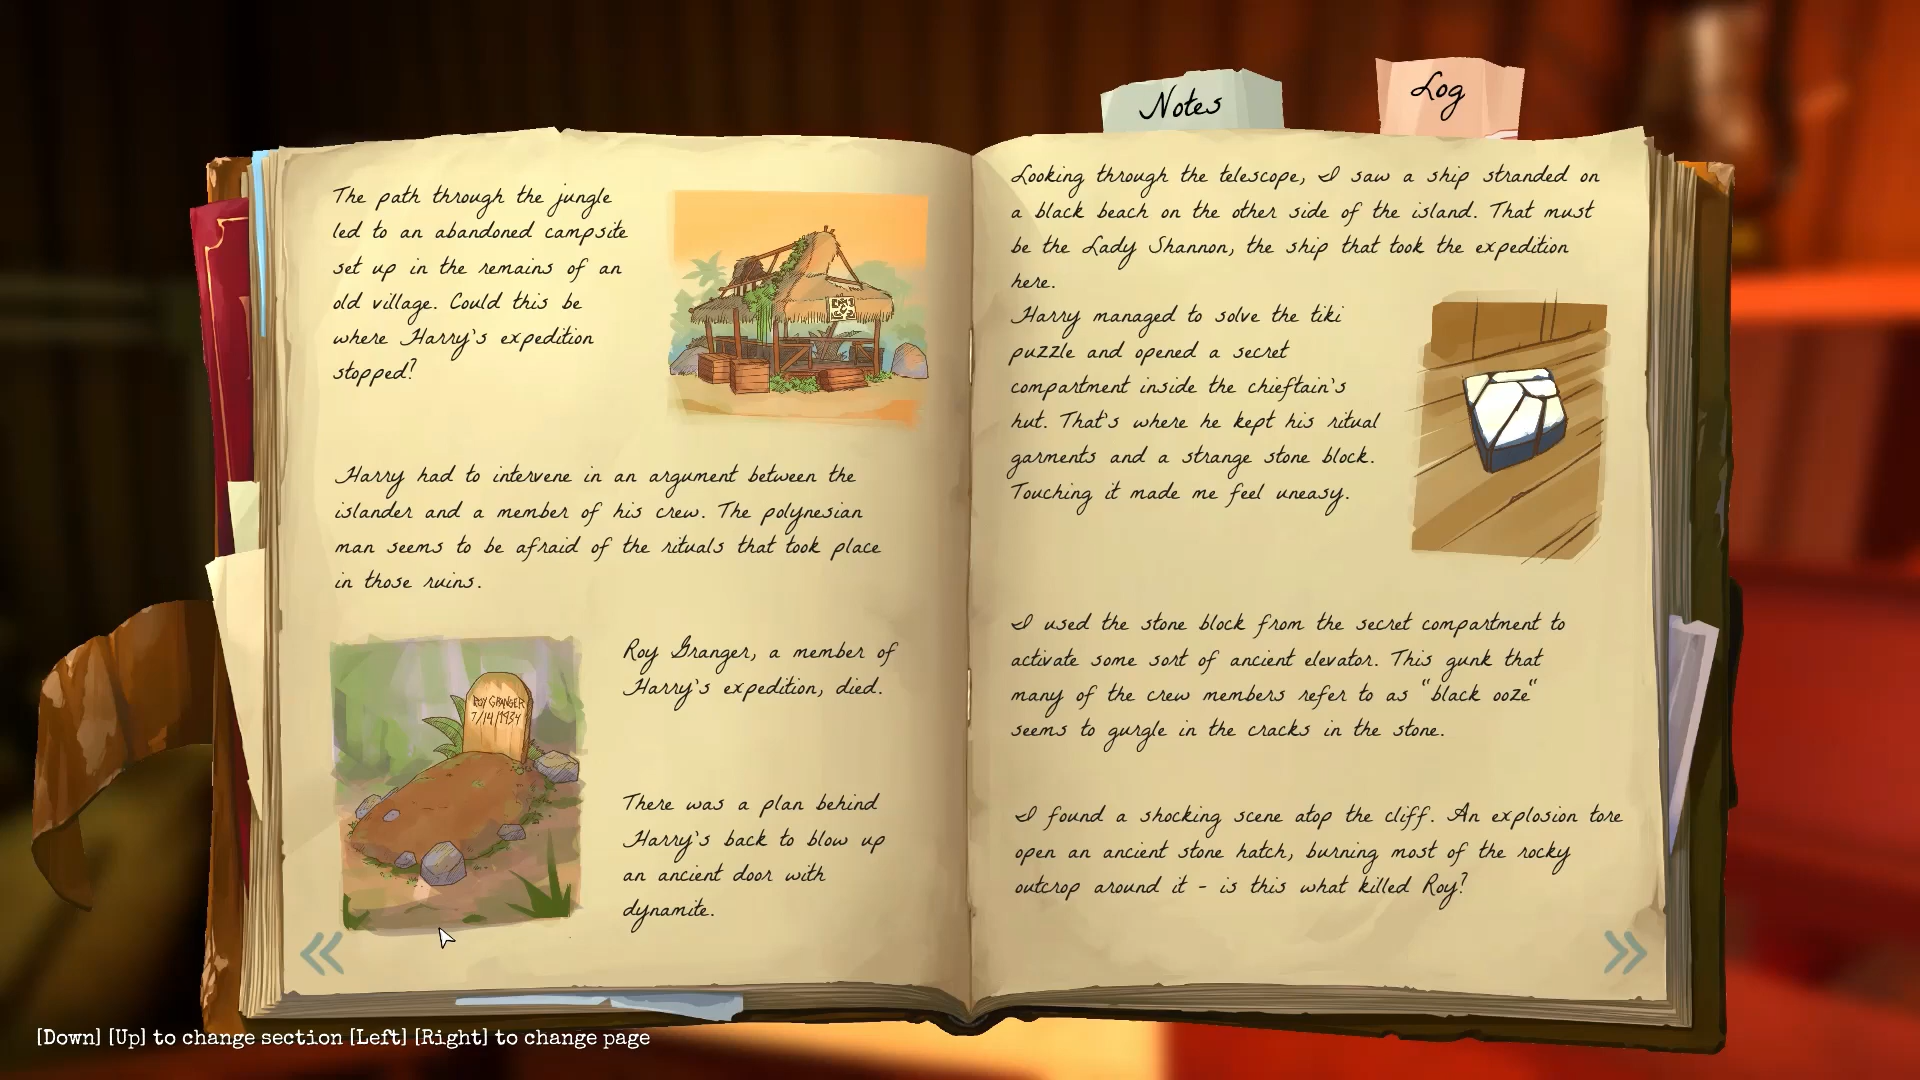 Notes
Log
The path through the jungle
led to an abandoned campsite
set up in the remains of an
old village. Could this be
where Harry's expedition
stopped?
Harry had to intervene in an argument between the
islander and a member of his crew. The polynesian
man seems to be afraid of the rituals that took place
in those ruins.
ROY GRANGER
7/14/1934
Roy Granger, a member of
Harry's expedition, died.
There was a plan behind
Harry's back to blow up
an ancient door with
dynamite.
Looking through the telescope, I saw a ship stranded on
a black beach on the other side of the island. That must
be the Lady Shannon, the ship that took the expedition
here.
Harry managed to solve the tiki
puzzle and opened a secret
compartment inside the chieftain's
hut. That's where he kept his ritual
garments and a strange stone block.
Touching it made me feel uneasy.
I used the stone block from the secret compartment to
activate some sort of ancient elevator. This gunk that
many of the crew members refer to as "black ooze"
seems to gurgle in the cracks in the stone.
I found a shocking scene atop the cliff. An explosion tore
open an ancient stone hatch, burning most of the rocky
outcrop around it - is this what killed Roy?
[Down] [Up] to change section [Left] [Right] to change page